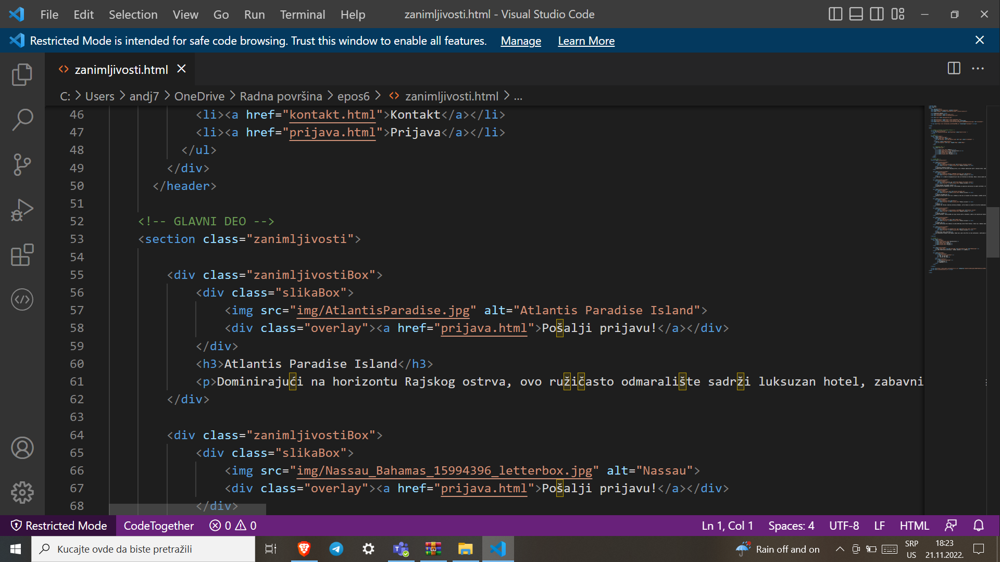 File Edit Selection View Go Run Terminal Help zanimljivosti.html - Visual Studio Code
Restricted Mode is intended for safe code browsing. Trust this window to enable all features. Manage Learn More
zanimljivosti.html
C: > Users > andj7 > OneDrive > Radna površina > epos6 > zanimljivosti.html > ...
46 <li><a href="kontakt.html">Kontakt</a></li>
47 <li><a href="prijava.html">Prijava</a></li>
48 </ul>
49 </div>
50 </header>
51
52 <!-- GLAVNI DEO -->
53 <section class="zanimljivosti">
54
55 <div class="zanimljivostiBox">
56 <div class="slikaBox">
57 <img src="img/AtlantisParadise.jpg" alt="Atlantis Paradise Island">
58 <div class="overlay"><a href="prijava.html">Pošalji prijavu!</a></div>
59 </div>
60 <h3>Atlantis Paradise Island</h3>
61 <p>Dominirajući na horizontu Rajskog ostrva, ovo ružičasto odmaralište sadrži luksuzan hotel, zabavni
62 </div>
63
64 <div class="zanimljivostiBox">
65 <div class="slikaBox">
66 <img src="img/Nassau_Bahamas_15994396_letterbox.jpg" alt="Nassau">
67 <div class="overlay"><a href="prijava.html">Pošalji prijavu!</a></div>
68 </div>
Restricted Mode CodeTogether 0 0 Ln 1, Col 1 Spaces: 4 UTF-8 LF HTML
Kucajte ovde da biste pretražili Rain off and on SRP 18:23
US 21.11.2022.